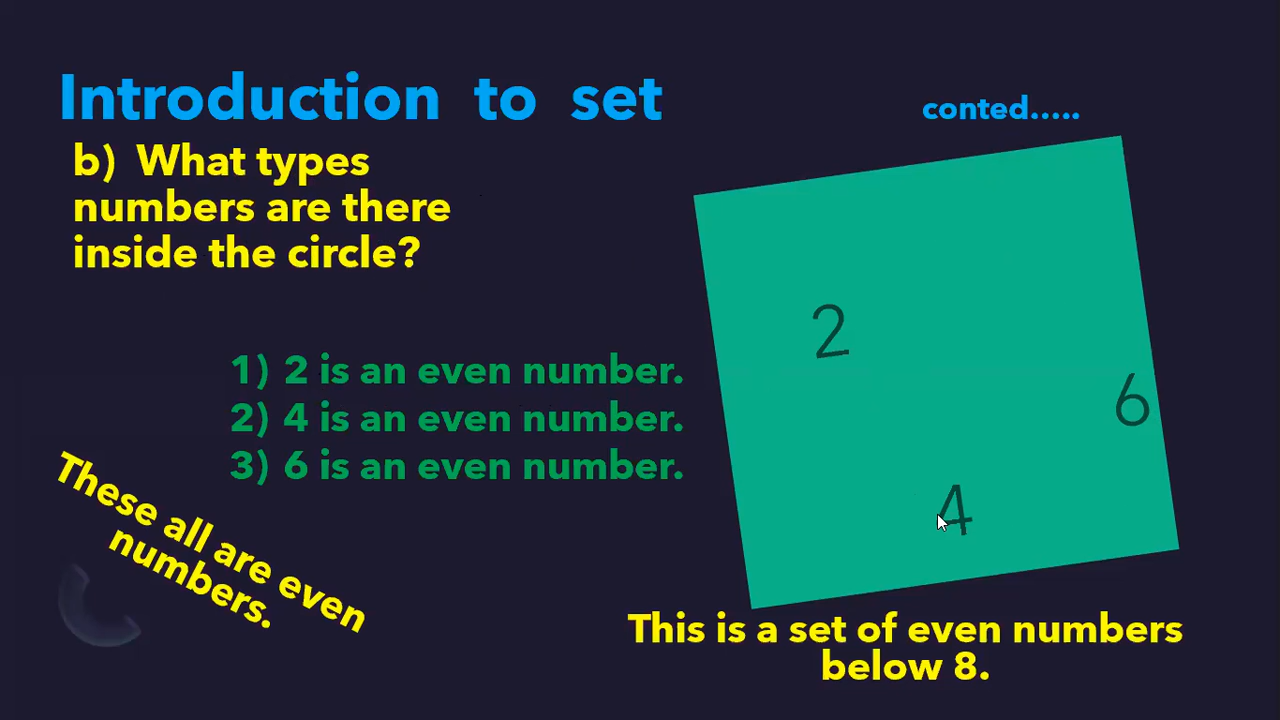 Introduction to set
conted.....
b) What types
numbers are there
inside the circle?
1) 2 is an even number.
2) 4 is an even number.
3) 6 is an even number.
These all are even
numbers.
2
6
4
This is a set of even numbers
below 8.